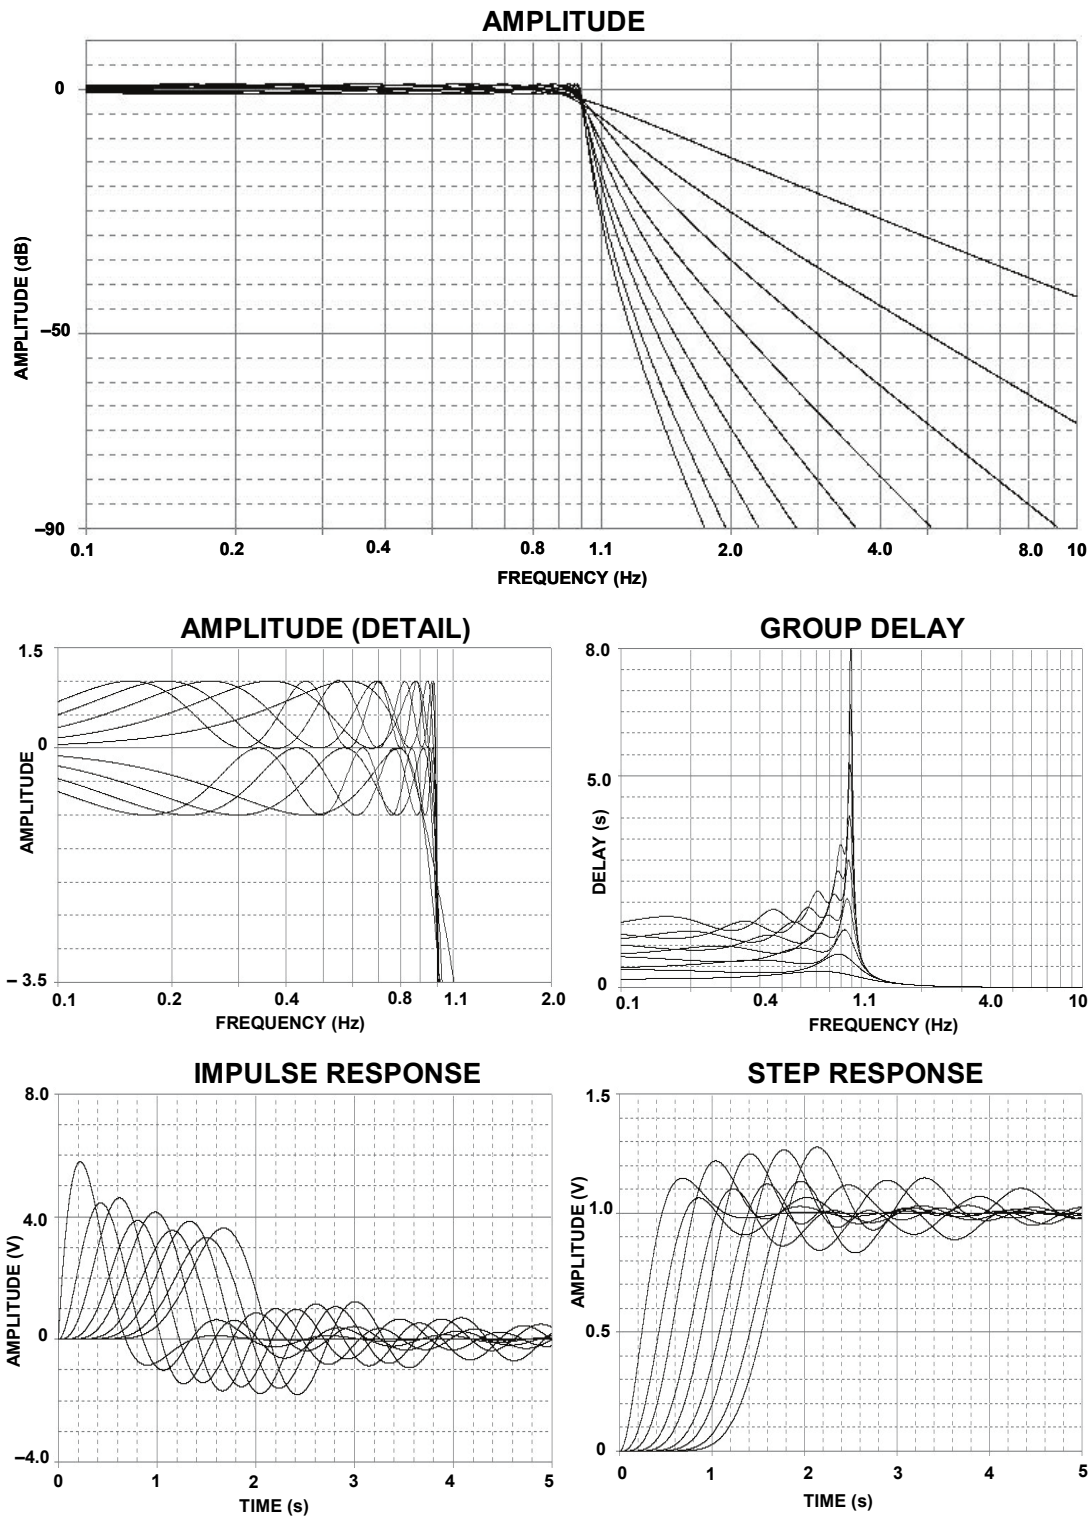 AMPLITUDE
0
–50
–90
AMPLITUDE (dB)
0.1 0.2 0.4 0.8 1.1 2.0 4.0 8.0 10
FREQUENCY (Hz)
AMPLITUDE (DETAIL)
1.5
0
– 3.5
AMPLITUDE
0.1 0.2 0.4 0.8 1.1 2.0
FREQUENCY (Hz)
GROUP DELAY
8.0
5.0
0
DELAY (s)
0.1 0.4 1.1 4.0 10
FREQUENCY (Hz)
IMPULSE RESPONSE
8.0
4.0
0
–4.0
AMPLITUDE (V)
0 1 2 3 4 5
TIME (s)
STEP RESPONSE
1.5
1.0
0.5
0
AMPLITUDE (V)
0 1 2 3 4 5
TIME (s)